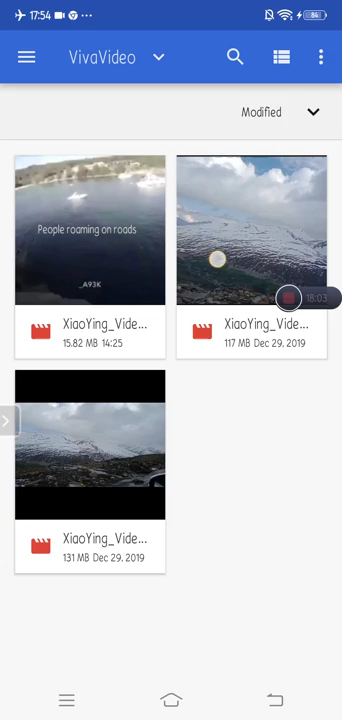 17:54
84
VivaVideo
Modified
People roaming on roads
_A93K
18:03
XiaoYing_Vide...
15.82 MB 14:25
XiaoYing_Vide...
117 MB Dec 29, 2019
XiaoYing_Vide...
131 MB Dec 29, 2019